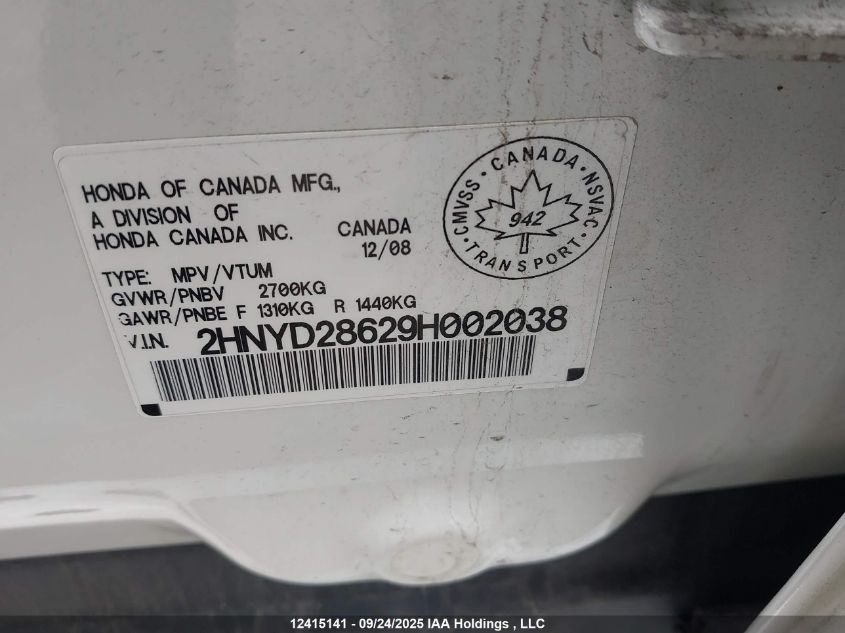 HONDA OF CANADA MFG.,
A DIVISION OF
HONDA CANADA INC. CANADA
12/08
TYPE: MPV/VTUM
GVWR/PNBV 2700KG
GAWR/PNBE F 1310KG R 1440KG
V.I.N. 2HNYD28629H002038
CMVSS · CANADA · NSVAC
942
· TRANSPORT ·
12415141 - 09/24/2025 IAA Holdings , LLC